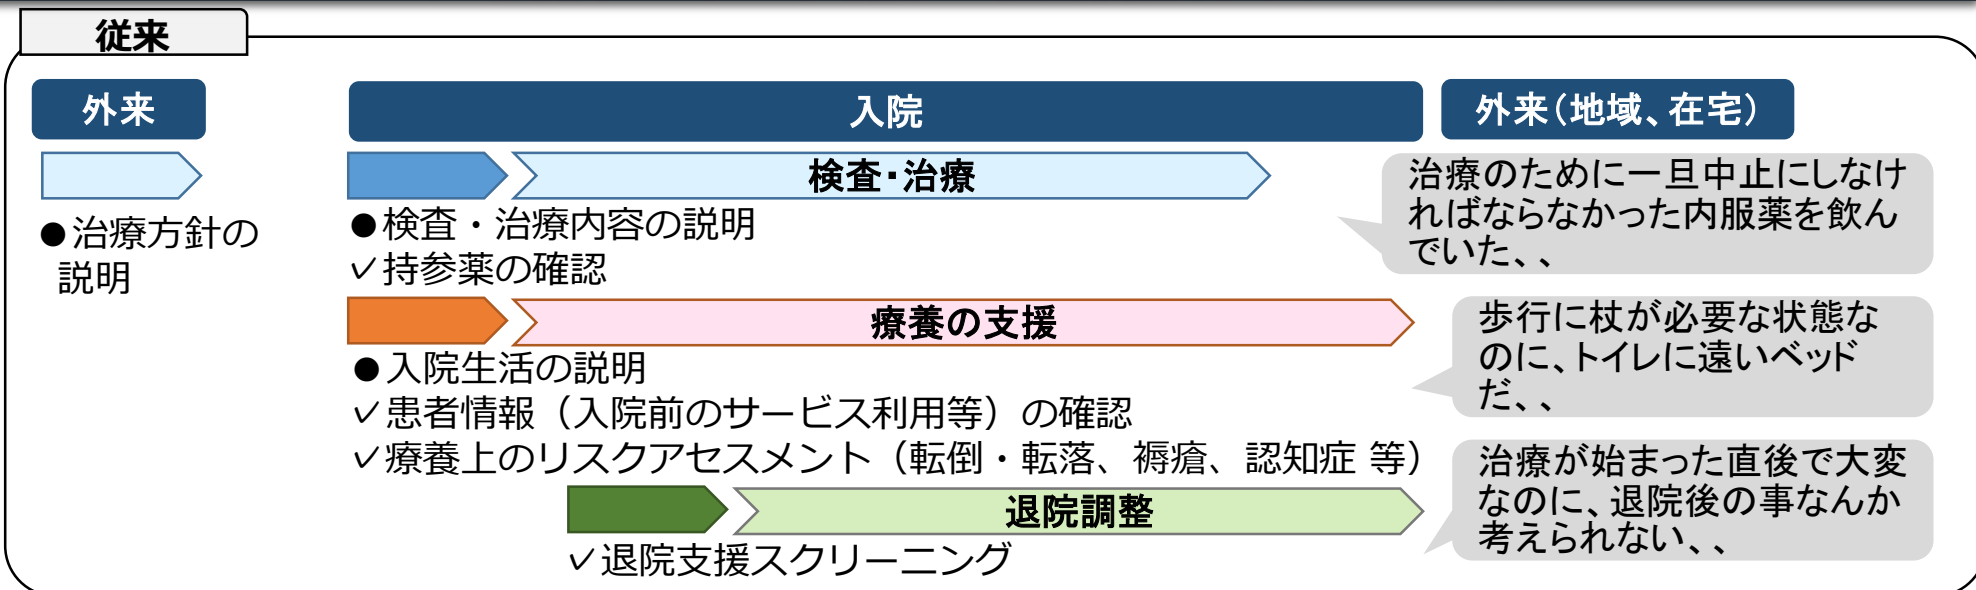 従来
外来
入院
外来（地域、在宅）
検査・治療
●治療方針の
説明
●検査・治療内容の説明
✓持参薬の確認
治療のために一旦中止にしなけ
ればならなかった内服薬を飲ん
でいた、、
療養の支援
●入院生活の説明
✓患者情報（入院前のサービス利用等）の確認
✓療養上のリスクアセスメント（転倒・転落、褥瘡、認知症 等）
歩行に杖が必要な状態な
のに、トイレに遠いベッド
だ、、
退院調整
✓退院支援スクリーニング
治療が始まった直後で大変
なのに、退院後の事なんか
考えられない、、